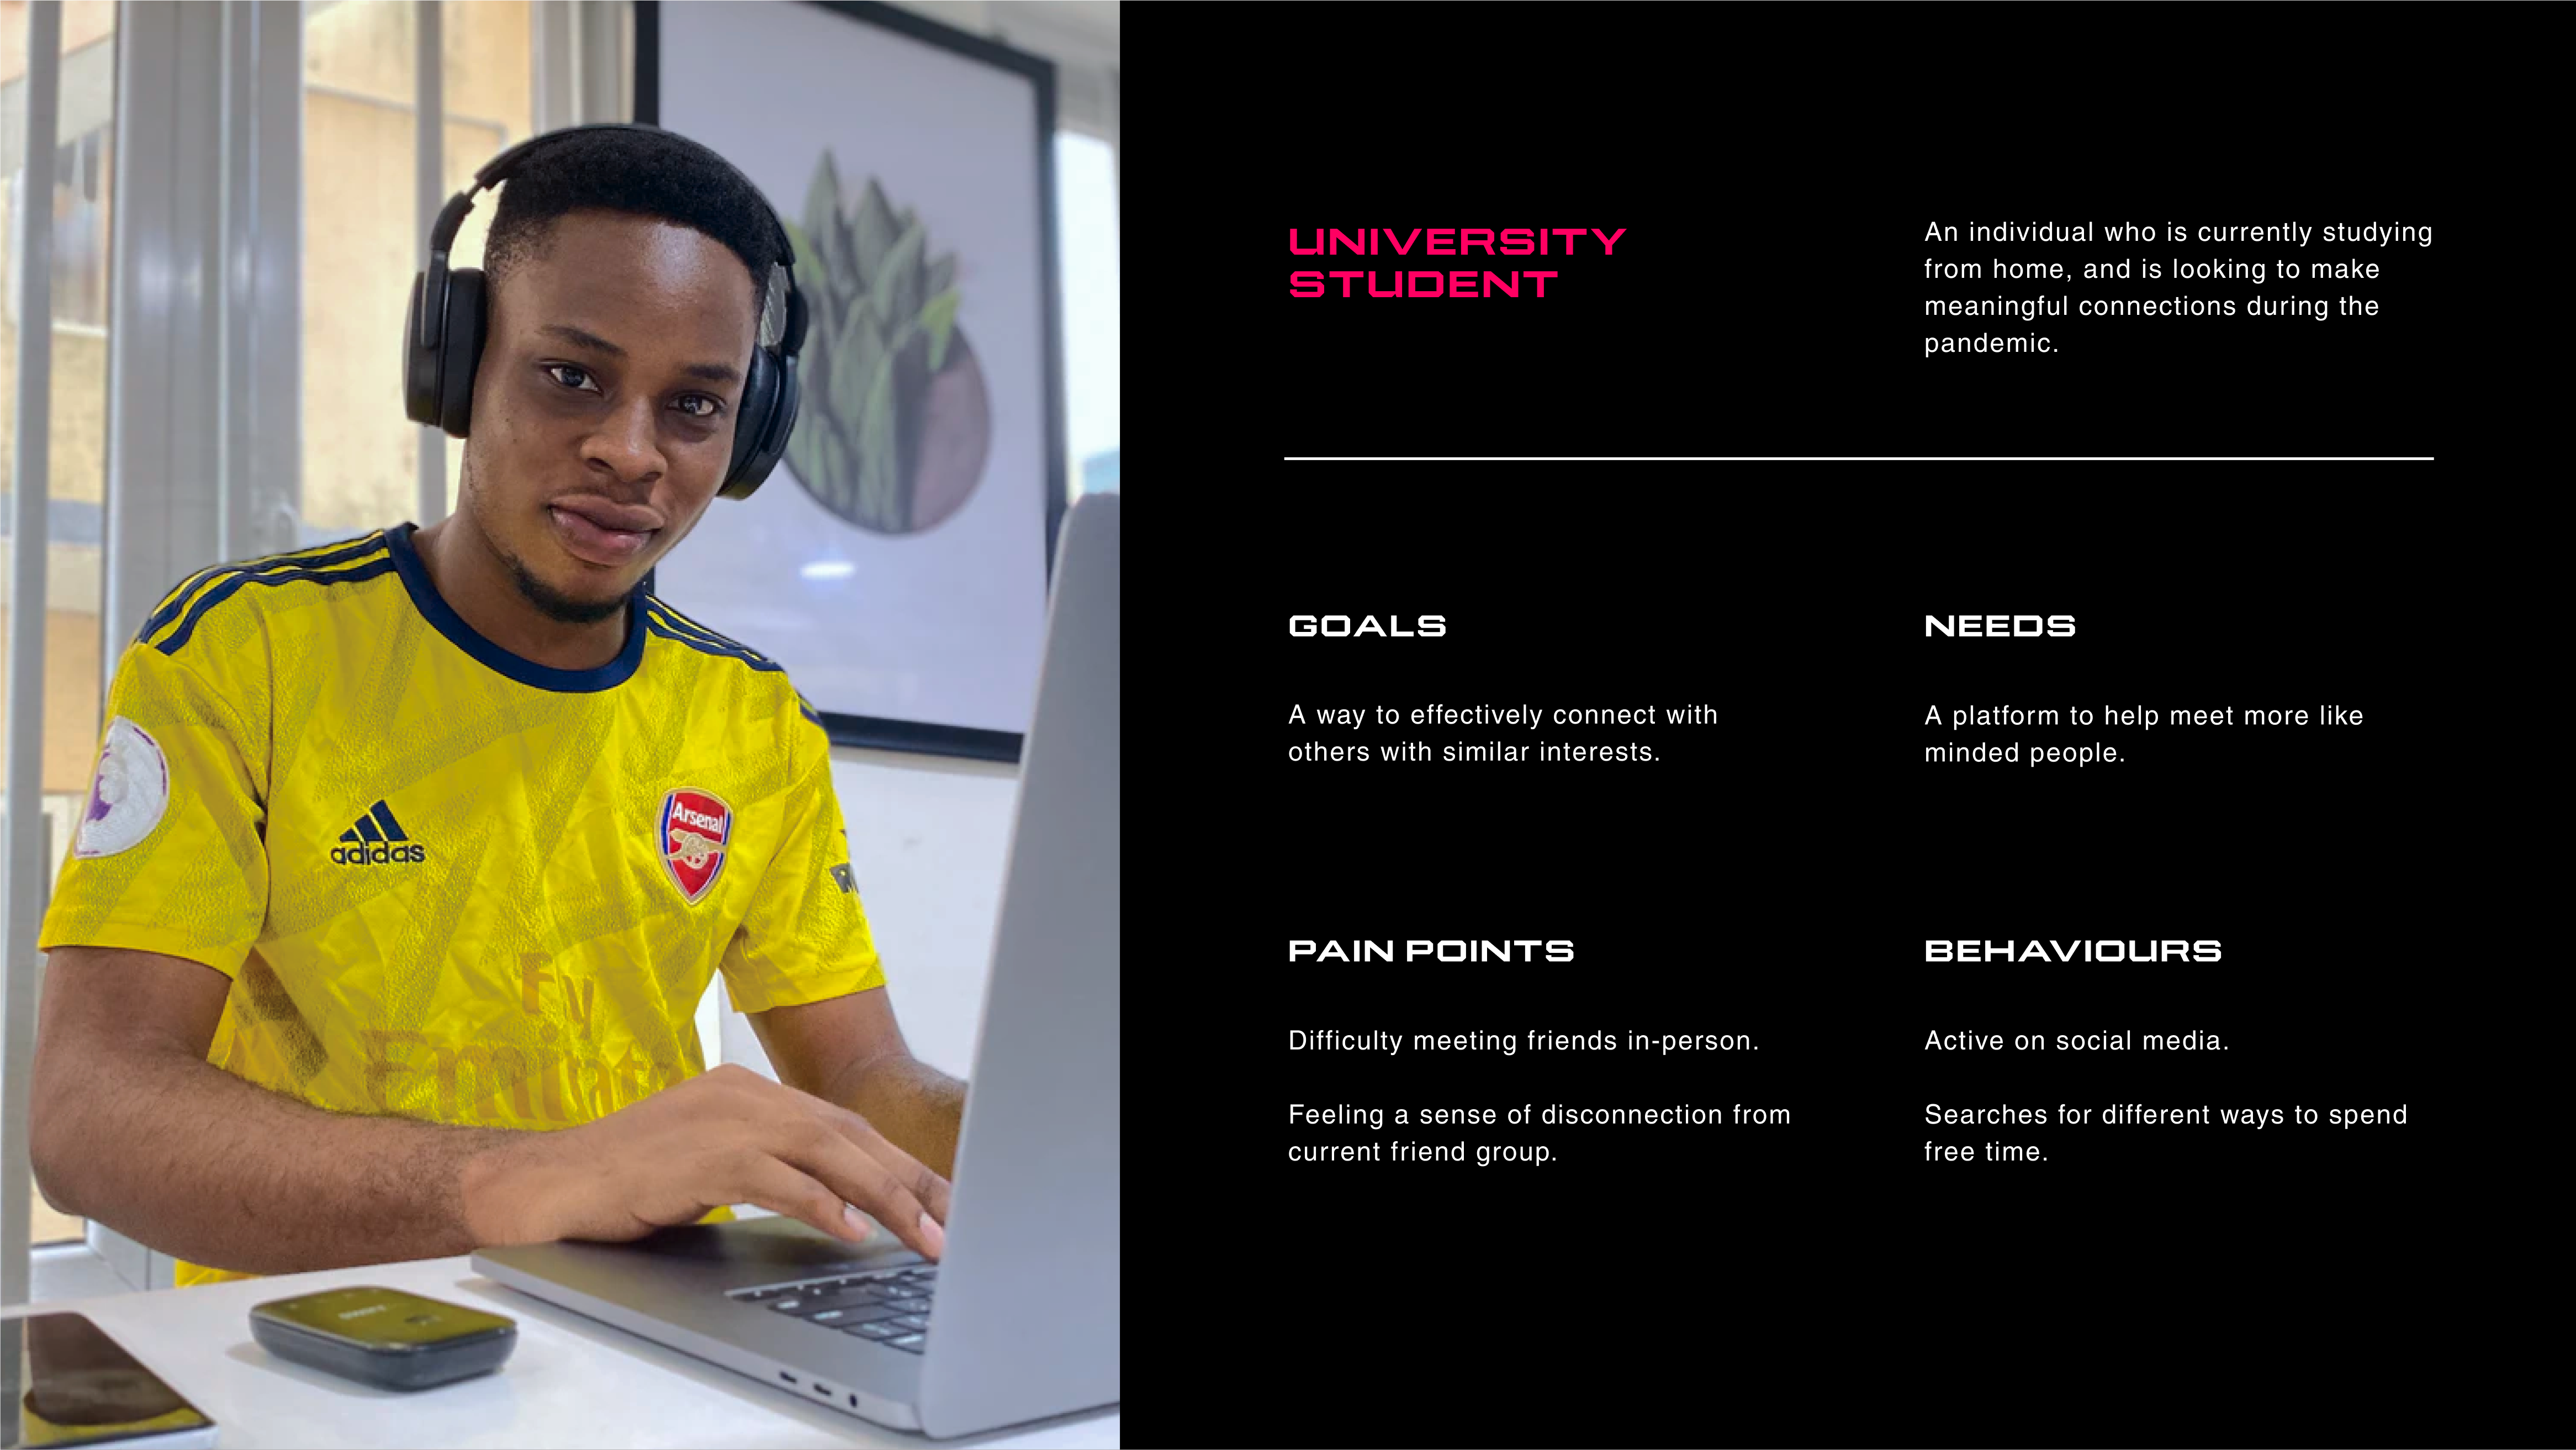 adidas
Arsenal
Fly
Emirates
UNIVERSITY
STUDENT
An individual who is currently studying
from home, and is looking to make
meaningful connections during the
pandemic.
GOALS
A way to effectively connect with
others with similar interests.
NEEDS
A platform to help meet more like
minded people.
PAIN POINTS
Difficulty meeting friends in-person.
Feeling a sense of disconnection from
current friend group.
BEHAVIOURS
Active on social media.
Searches for different ways to spend
free time.